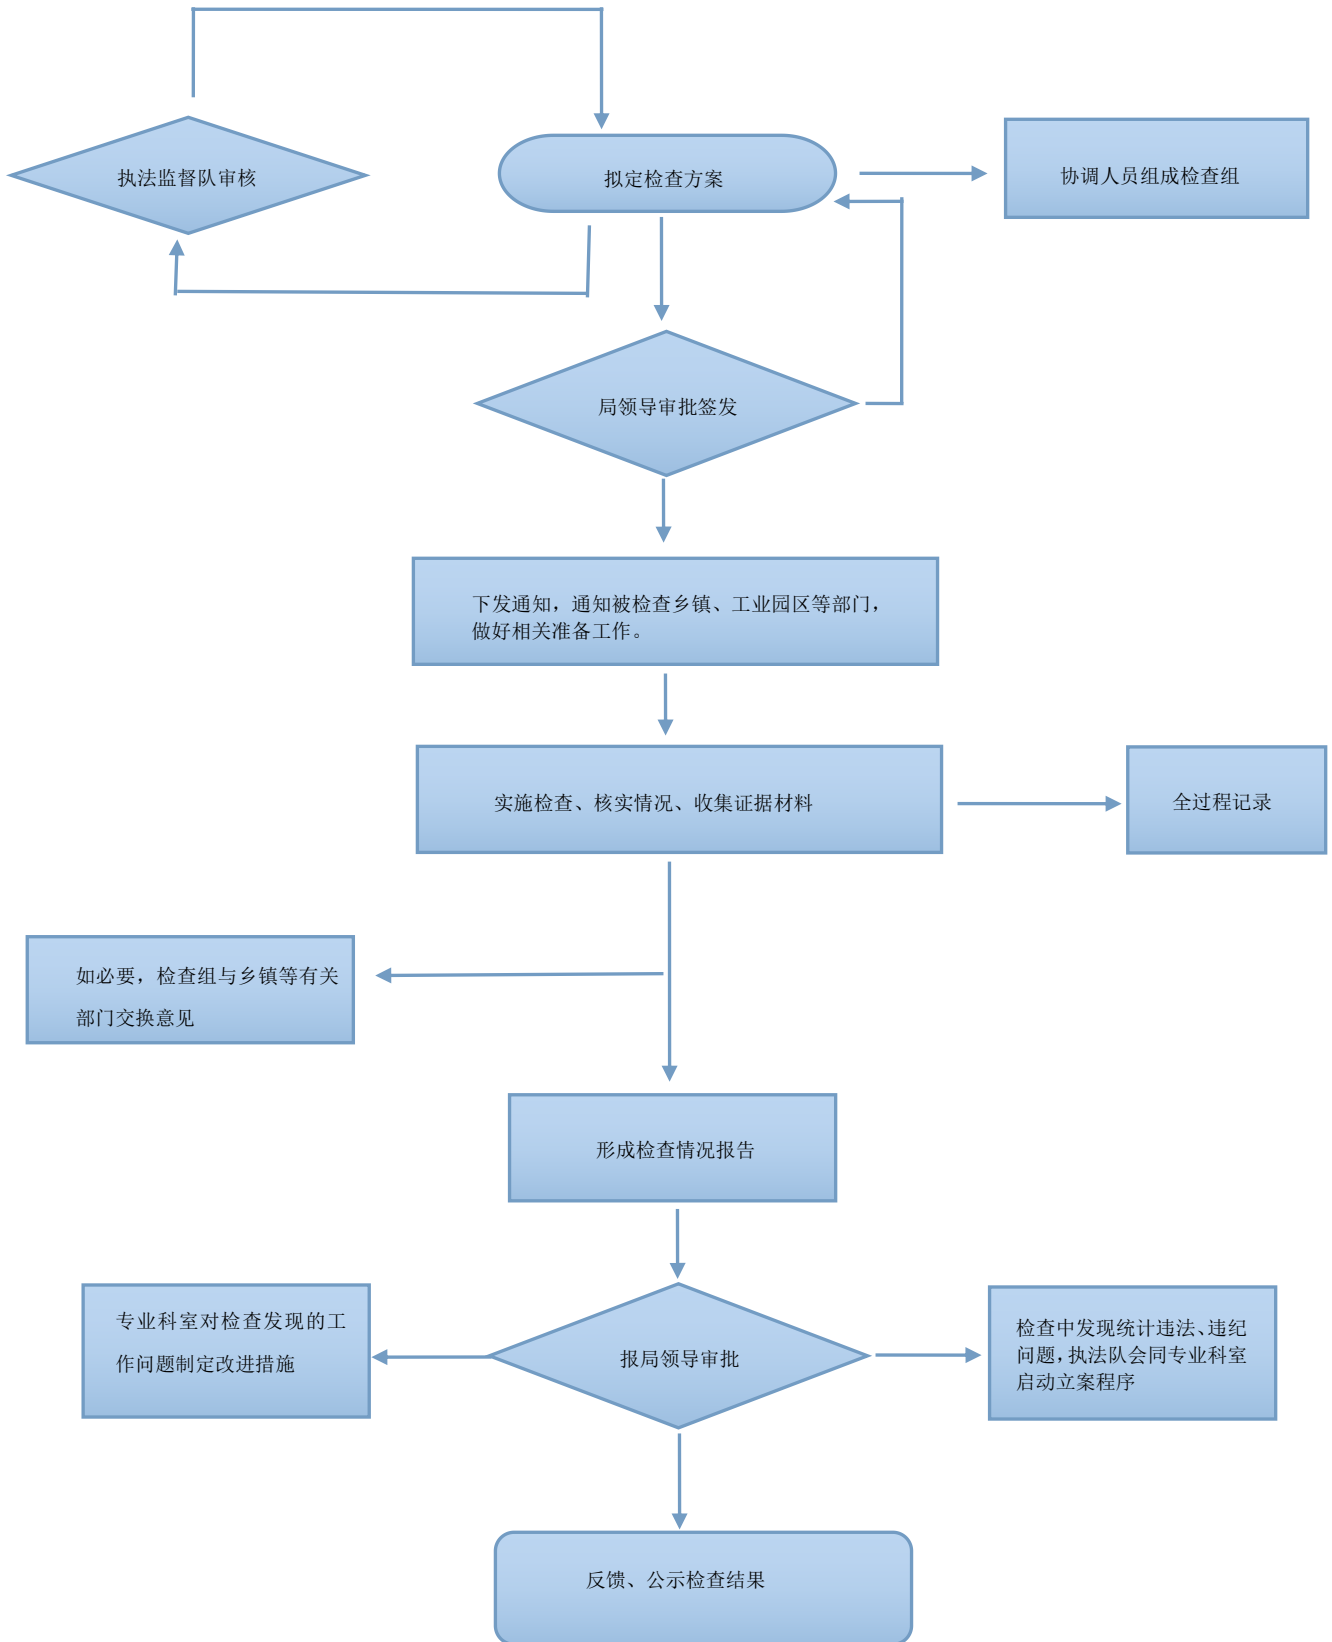 执法监督队审核
拟定检查方案
协调人员组成检查组
局领导审批签发
下发通知，通知被检查乡镇、工业园区等部门，
做好相关准备工作。
实施检查、核实情况、收集证据材料
全过程记录
如必要，检查组与乡镇等有关
部门交换意见
形成检查情况报告
专业科室对检查发现的工
作问题制定改进措施
报局领导审批
检查中发现统计违法、违纪
问题，执法队会同专业科室
启动立案程序
反馈、公示检查结果